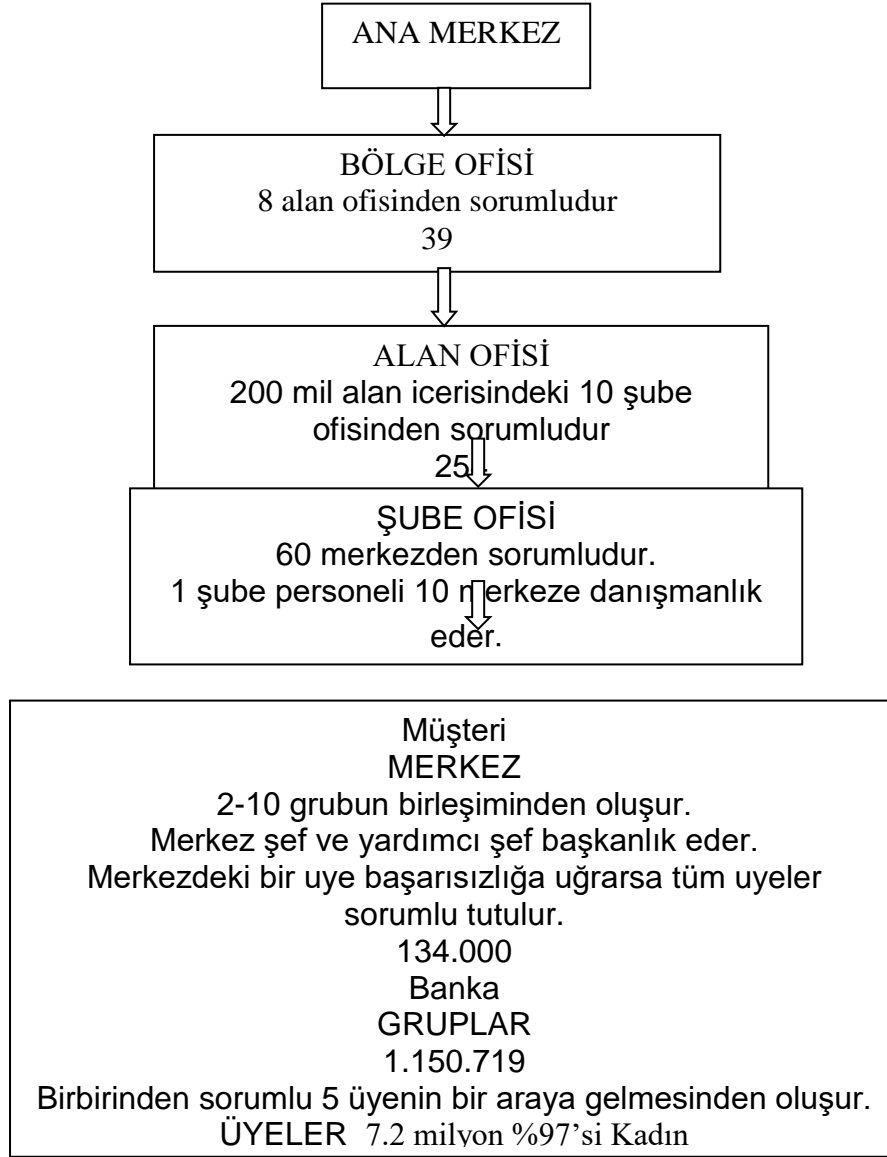 ANA MERKEZ
BÖLGE OFİSİ
8 alan ofisinden sorumludur
39
ALAN OFİSİ
200 mil alan icerisindeki 10 şube
ofisinden sorumludur
25
ŞUBE OFİSİ
60 merkezden sorumludur.
1 şube personeli 10 merkeze danışmanlık
eder.
Müşteri
MERKEZ
2-10 grubun birleşiminden oluşur.
Merkez şef ve yardımcı şef başkanlık eder.
Merkezdeki bir uye başarısızlığa uğrarsa tüm uyeler
sorumlu tutulur.
134.000
Banka
GRUPLAR
1.150.719
Birbirinden sorumlu 5 üyenin bir araya gelmesinden oluşur.
ÜYELER 7.2 milyon %97’si Kadın